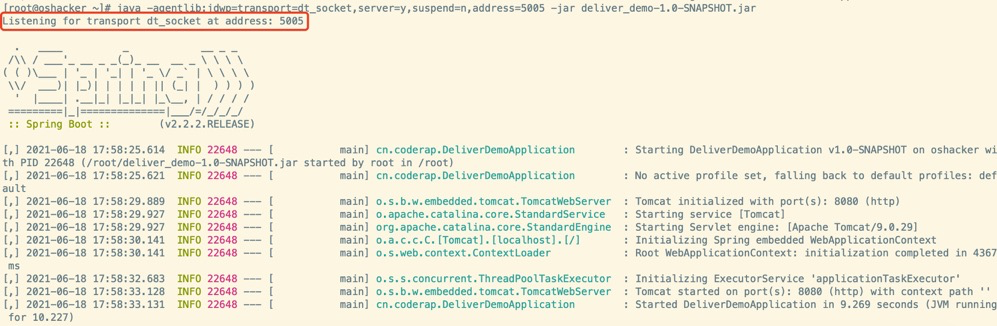 [root@oshacker ~]# java -agentlib:jdwp=transport=dt_socket,server=y,suspend=n,address=5005 -jar deliver_demo-1.0-SNAPSHOT.jar
Listening for transport dt_socket at address: 5005
  .   ____          _            __ _ _
 /\\ / ___'_ __ _ _(_)_ __  __ _ \ \ \ \
( ( )\___ | '_ | '_| | '_ \/ _` | \ \ \ \
 \\/  ___)| |_)| | | | | || (_| |  ) ) ) )
  '  |____| .__|_| |_|_| |_\__, | / / / /
 =========|_|==============|___/=/_/_/_/
 :: Spring Boot ::        (v2.2.2.RELEASE)
[,] 2021-06-18 17:58:25.614  INFO 22648 --- [           main] cn.coderap.DeliverDemoApplication        : Starting DeliverDemoApplication v1.0-SNAPSHOT on oshacker wi
th PID 22648 (/root/deliver_demo-1.0-SNAPSHOT.jar started by root in /root)
[,] 2021-06-18 17:58:25.621  INFO 22648 --- [           main] cn.coderap.DeliverDemoApplication        : No active profile set, falling back to default profiles: def
ault
[,] 2021-06-18 17:58:29.889  INFO 22648 --- [           main] o.s.b.w.embedded.tomcat.TomcatWebServer  : Tomcat initialized with port(s): 8080 (http)
[,] 2021-06-18 17:58:29.927  INFO 22648 --- [           main] o.apache.catalina.core.StandardService   : Starting service [Tomcat]
[,] 2021-06-18 17:58:29.927  INFO 22648 --- [           main] org.apache.catalina.core.StandardEngine  : Starting Servlet engine: [Apache Tomcat/9.0.29]
[,] 2021-06-18 17:58:30.141  INFO 22648 --- [           main] o.a.c.c.C.[Tomcat].[localhost].[/]       : Initializing Spring embedded WebApplicationContext
[,] 2021-06-18 17:58:30.141  INFO 22648 --- [           main] o.s.web.context.ContextLoader            : Root WebApplicationContext: initialization completed in 4367
 ms
[,] 2021-06-18 17:58:32.683  INFO 22648 --- [           main] o.s.s.concurrent.ThreadPoolTaskExecutor  : Initializing ExecutorService 'applicationTaskExecutor'
[,] 2021-06-18 17:58:33.128  INFO 22648 --- [           main] o.s.b.w.embedded.tomcat.TomcatWebServer  : Tomcat started on port(s): 8080 (http) with context path ''
[,] 2021-06-18 17:58:33.131  INFO 22648 --- [           main] cn.coderap.DeliverDemoApplication        : Started DeliverDemoApplication in 9.269 seconds (JVM running
 for 10.227)